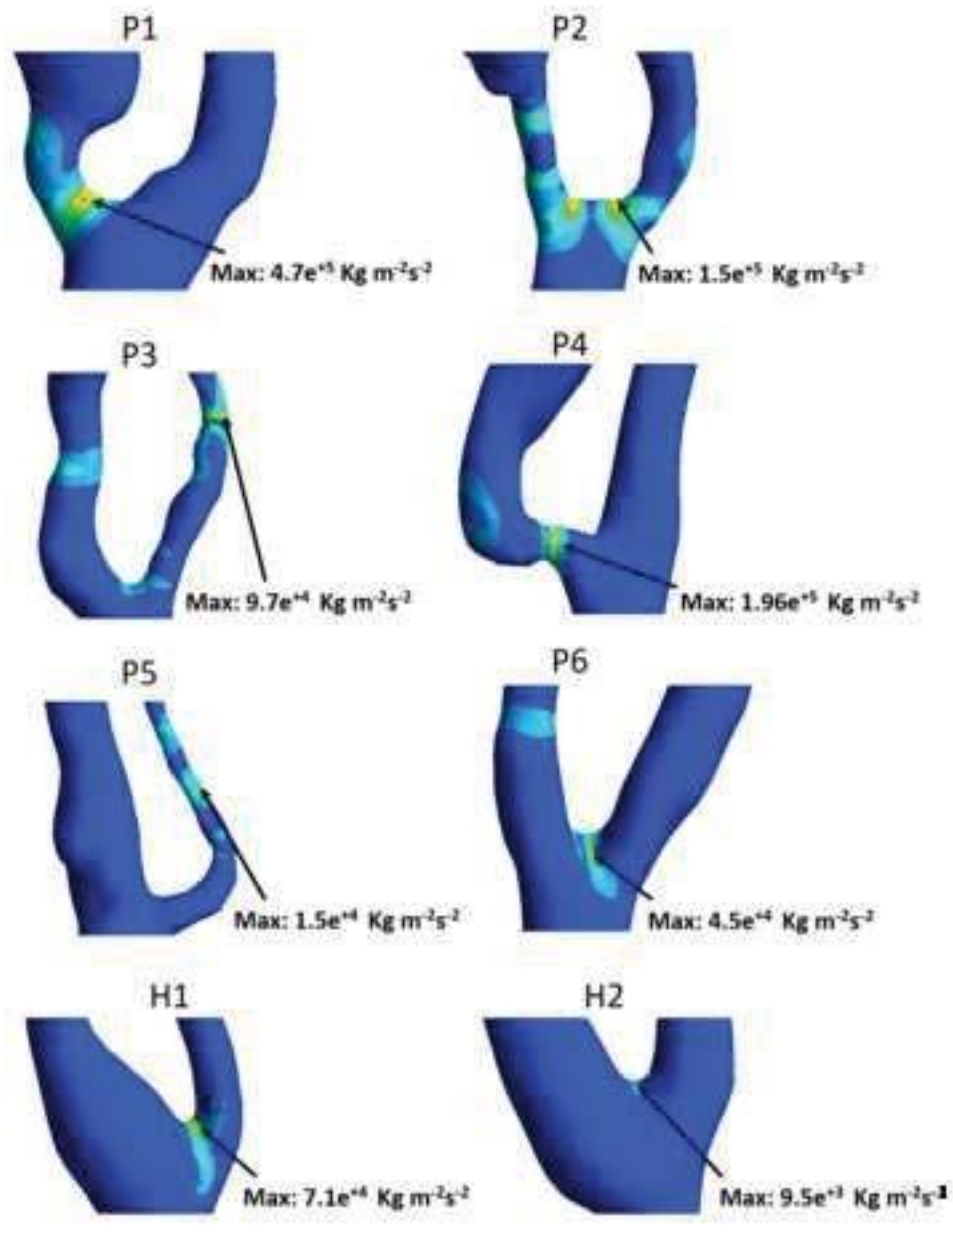 P1
P2
Max: 4.7e⁺⁵ Kg m⁻²s⁻²
Max: 1.5e⁺⁵ Kg m⁻²s⁻²
P3
P4
Max: 9.7e⁺⁴ Kg m⁻²s⁻²
Max: 1.96e⁺⁵ Kg m⁻²s⁻²
P5
P6
Max: 1.5e⁺⁴ Kg m⁻²s⁻²
Max: 4.5e⁺⁴ Kg m⁻²s⁻²
H1
H2
Max: 7.1e⁺⁴ Kg m⁻²s⁻²
Max: 9.5e⁺³ Kg m⁻²s